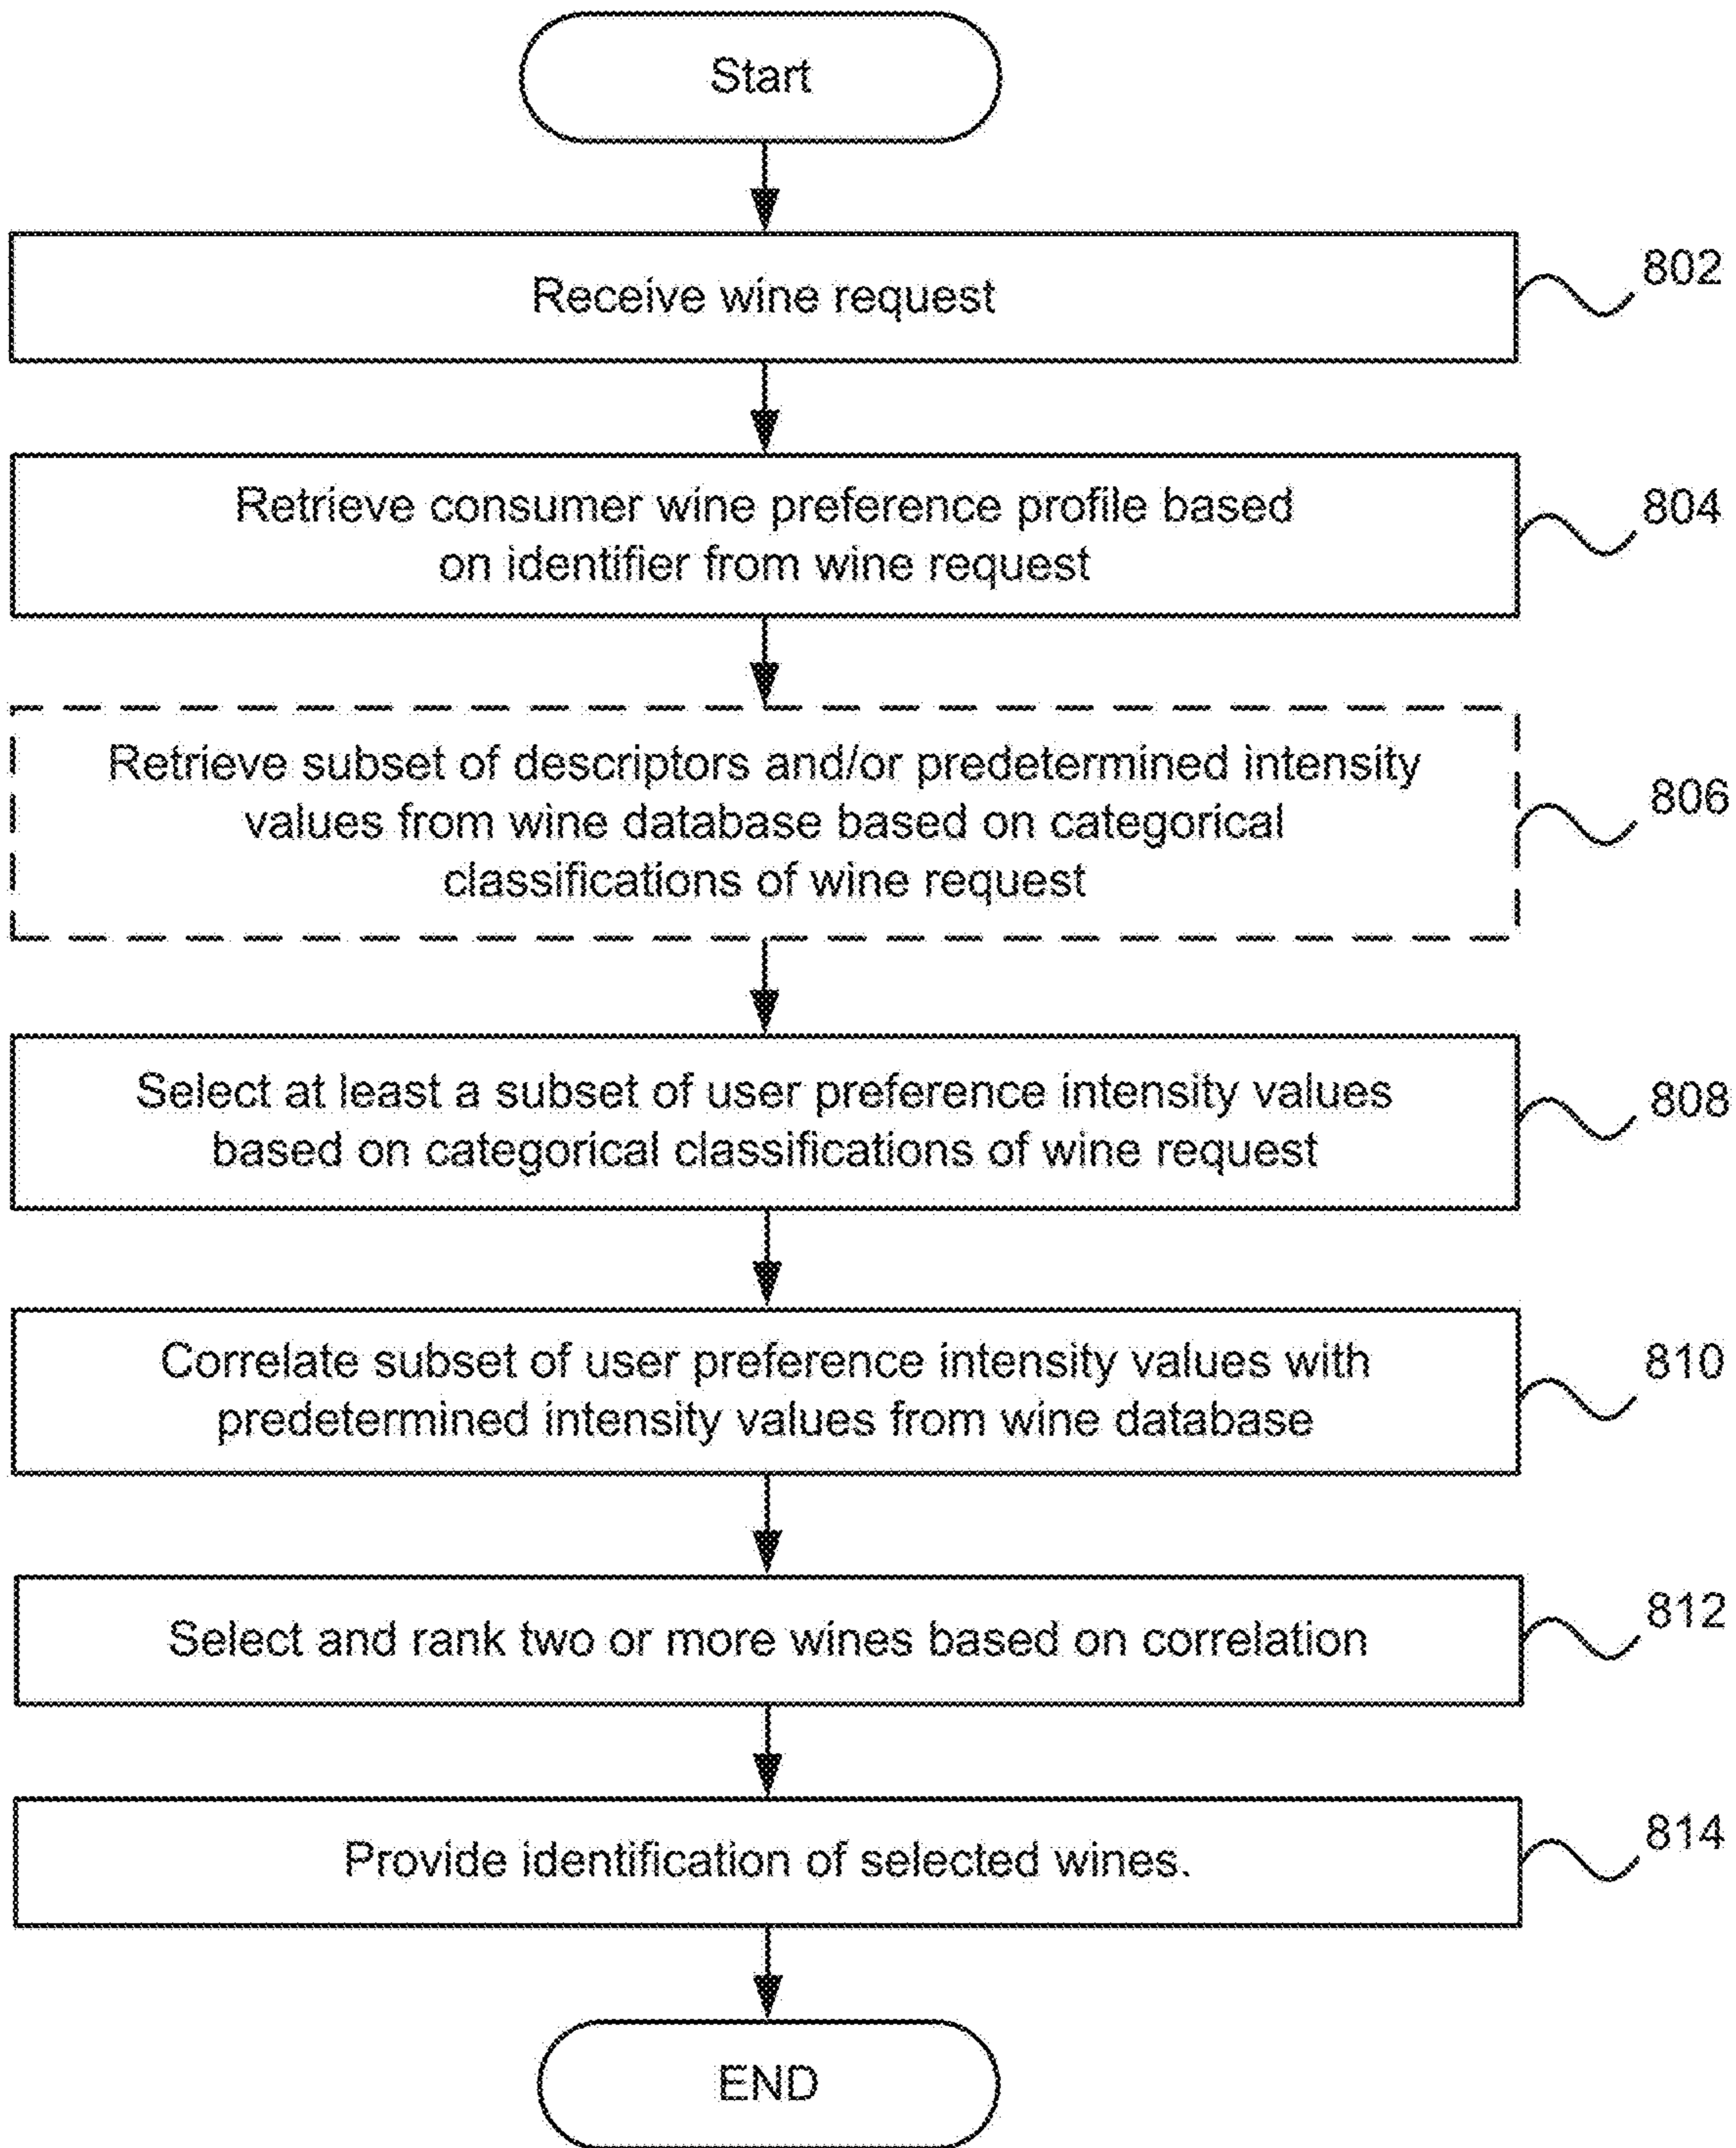 Start
Receive wine request
802
Retrieve consumer wine preference profile based
on identifier from wine request
804
Retrieve subset of descriptors and/or predetermined intensity
values from wine database based on categorical
classifications of wine request
806
Select at least a subset of user preference intensity values
based on categorical classifications of wine request
808
Correlate subset of user preference intensity values with
predetermined intensity values from wine database
810
Select and rank two or more wines based on correlation
812
Provide identification of selected wines.
814
END